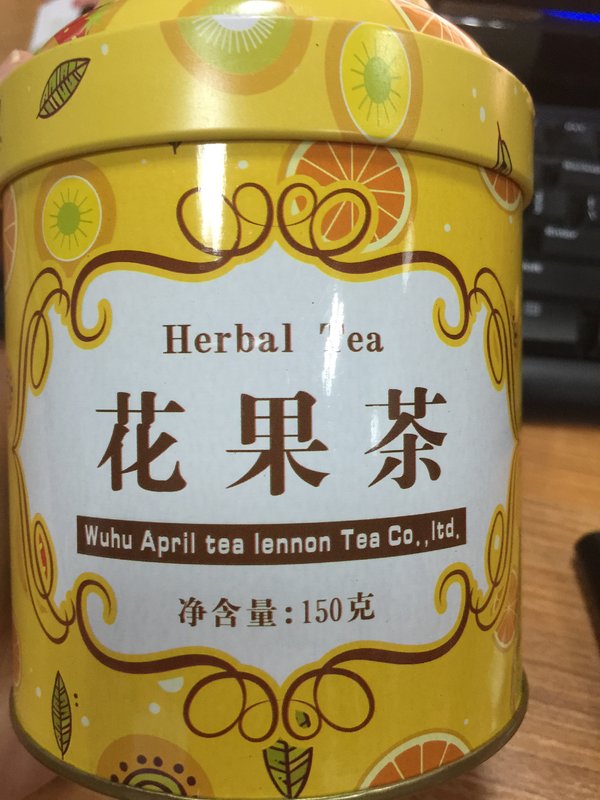 Herbal Tea
花果茶
Wuhu April tea lennon Tea Co.,ltd.
净含量:150克